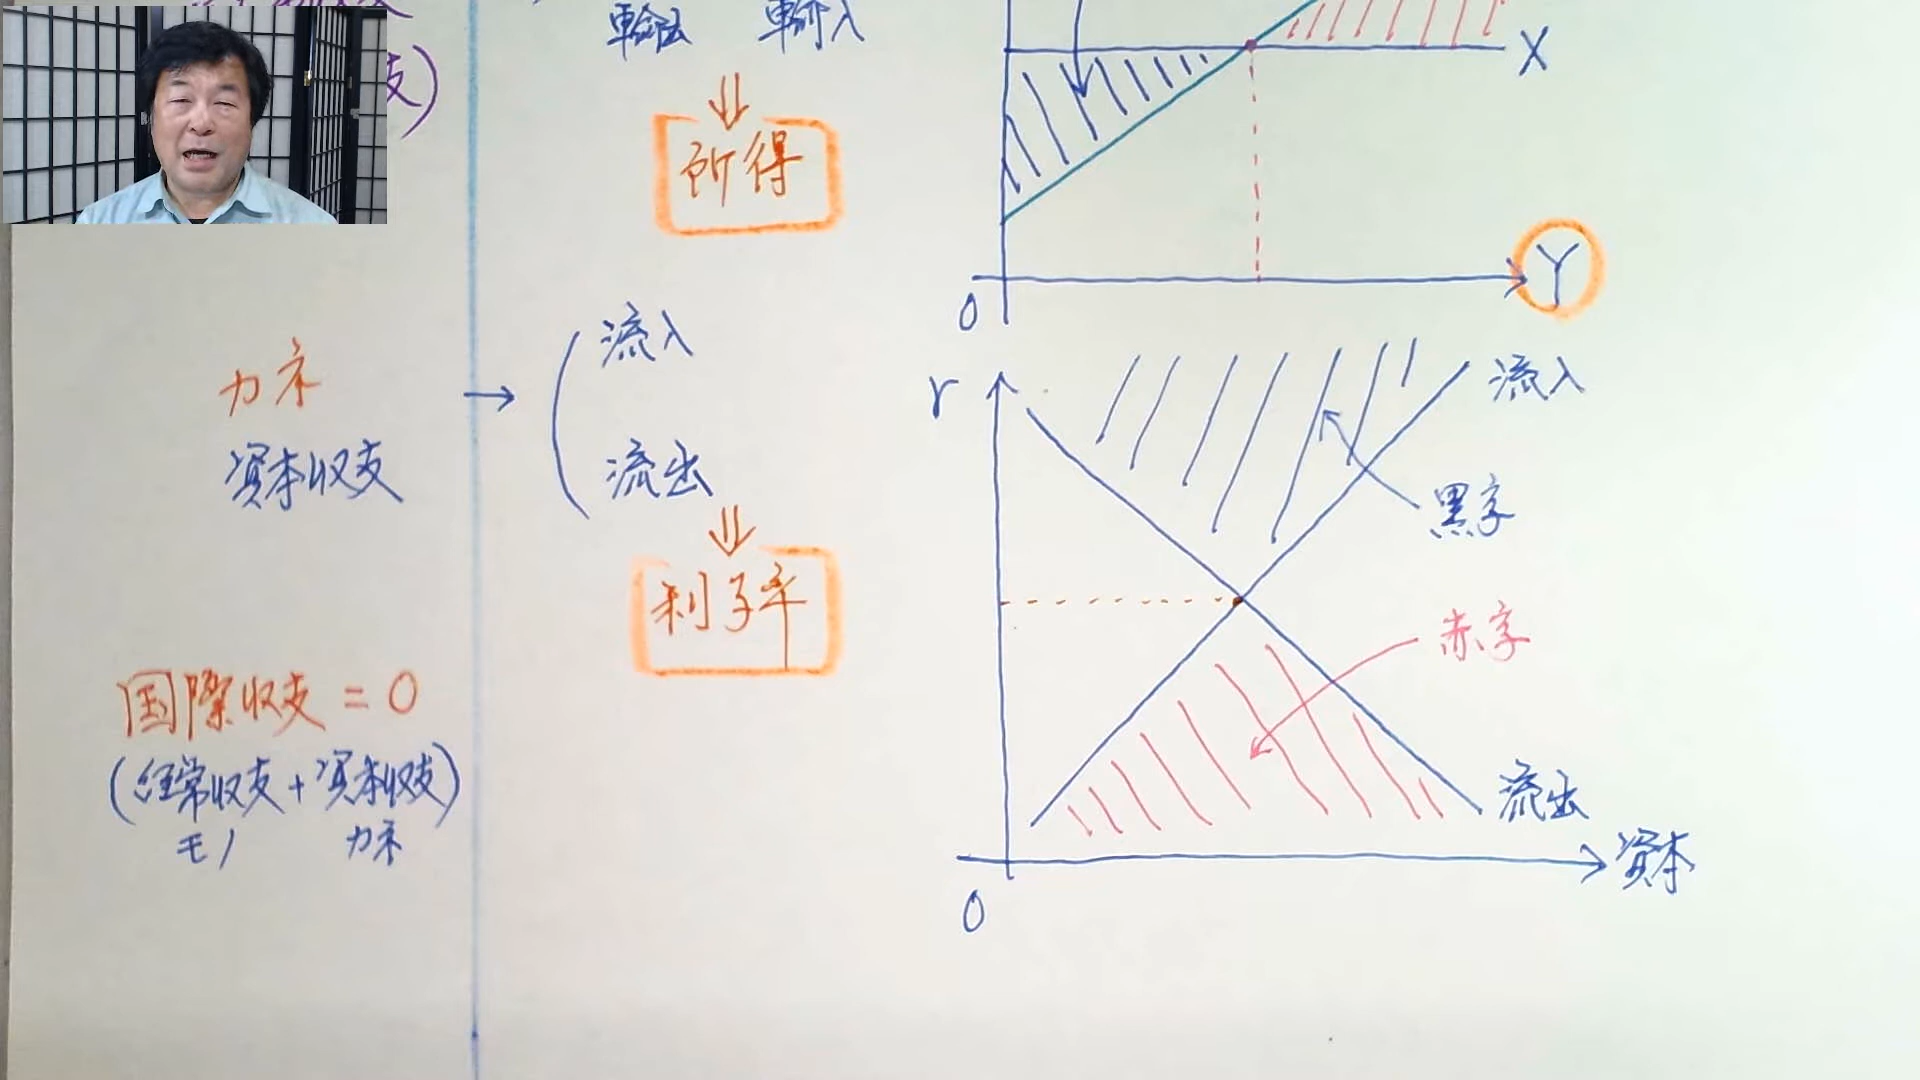 輸出 輸入
支)
所得
X
Y
0
カネ
資本収支
→
流入
流出
利子率
国際収支 = 0
(経常収支 + 資本収支)
モノ カネ
r
流入
黒字
赤字
流出
資本
0